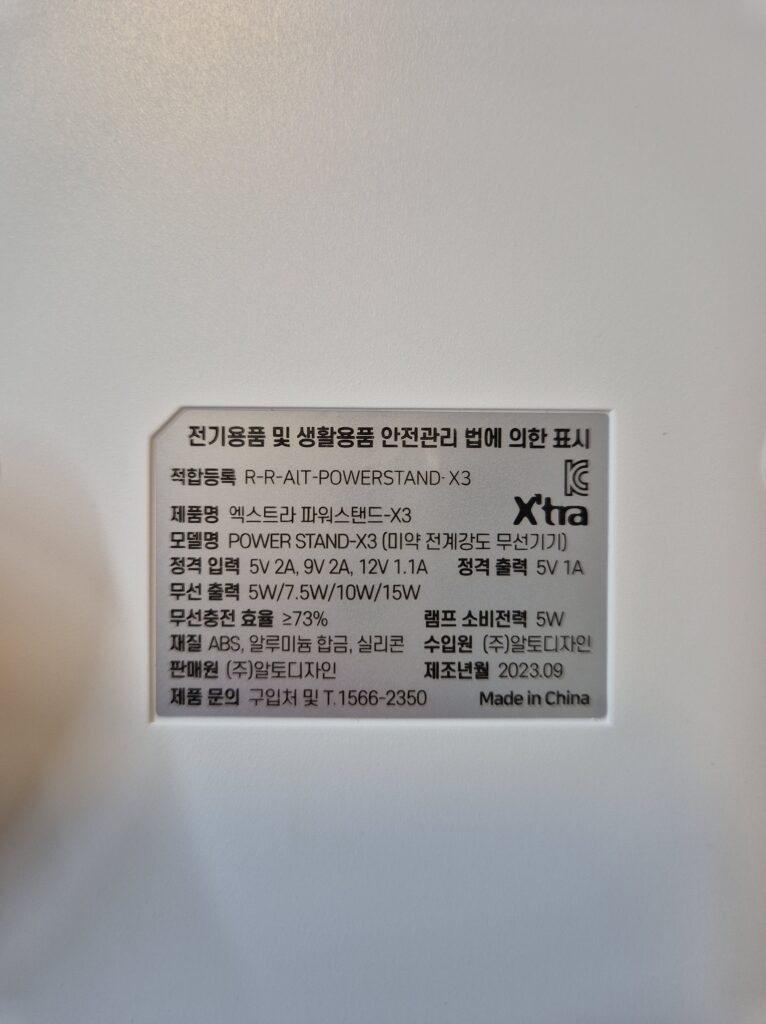 전기용품 및 생활용품 안전관리 법에 의한 표시
적합등록 R-R-AlT-POWERSTAND-X3
KC
X'tra
제품명 엑스트라 파워스탠드-X3
모델명 POWER STAND-X3 (미약 전계강도 무선기기)
정격 입력 5V 2A, 9V 2A, 12V 1.1A 정격 출력 5V 1A
무선 출력 5W/7.5W/10W/15W
무선충전 효율 ≥73% 램프 소비전력 5W
재질 ABS, 알루미늄 합금, 실리콘 수입원 (주)알토디자인
판매원 (주)알토디자인 제조년월 2023.09
제품 문의 구입처 및 T.1566-2350 Made in China